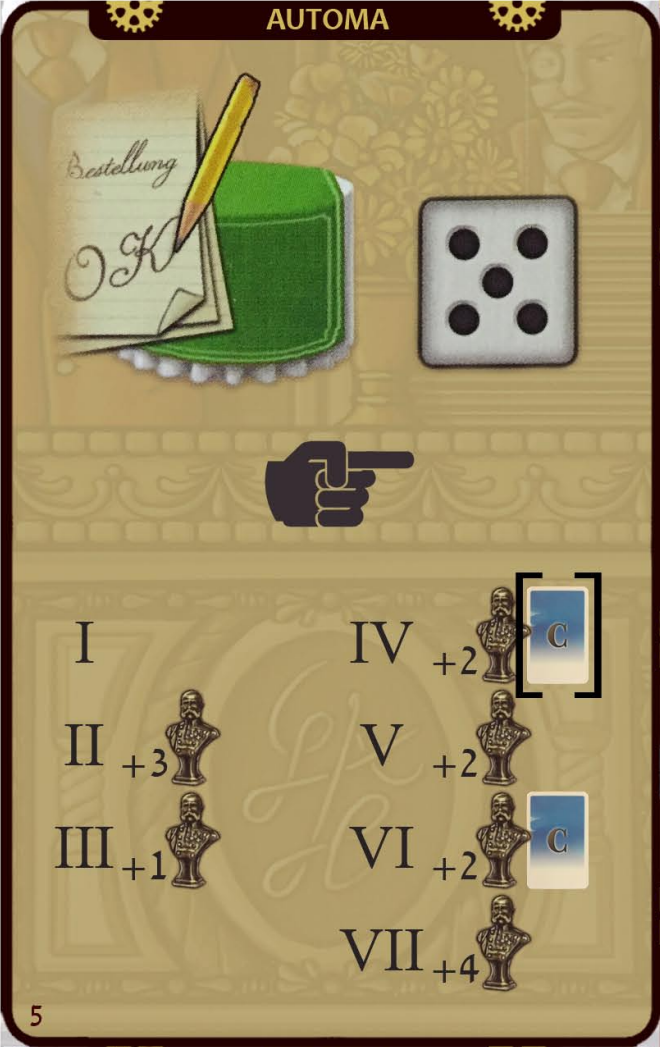 AUTOMA
Bestellung
OK
I
IV +2 C
II +3
V +2
III +1
VI +2 C
VII +4
5